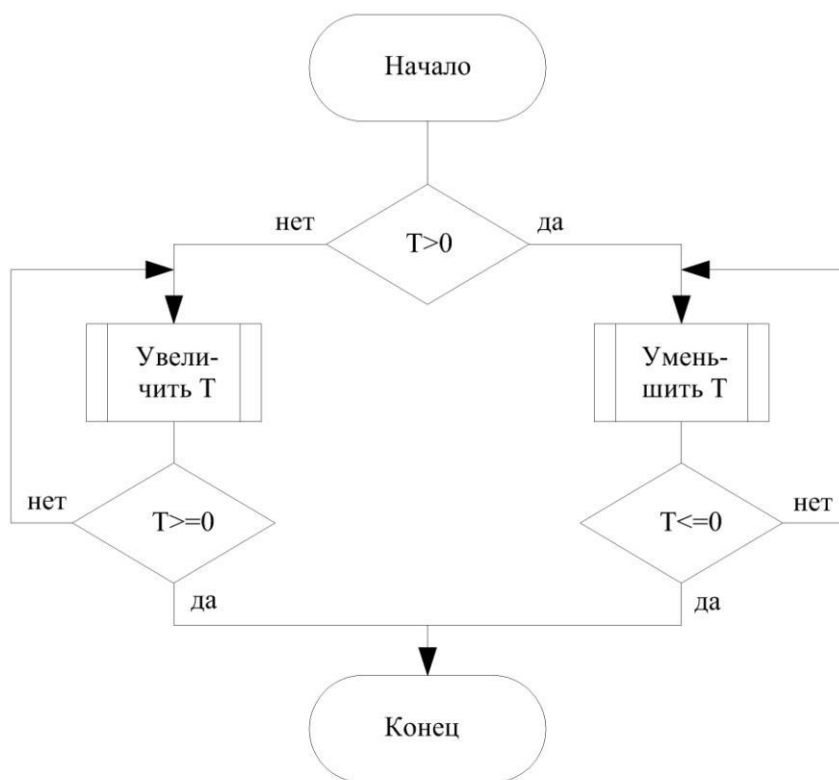 Начало
нет
да
T>0
Увели-
чить T
Умень-
шить T
нет
T>=0
T<=0
нет
да
да
Конец